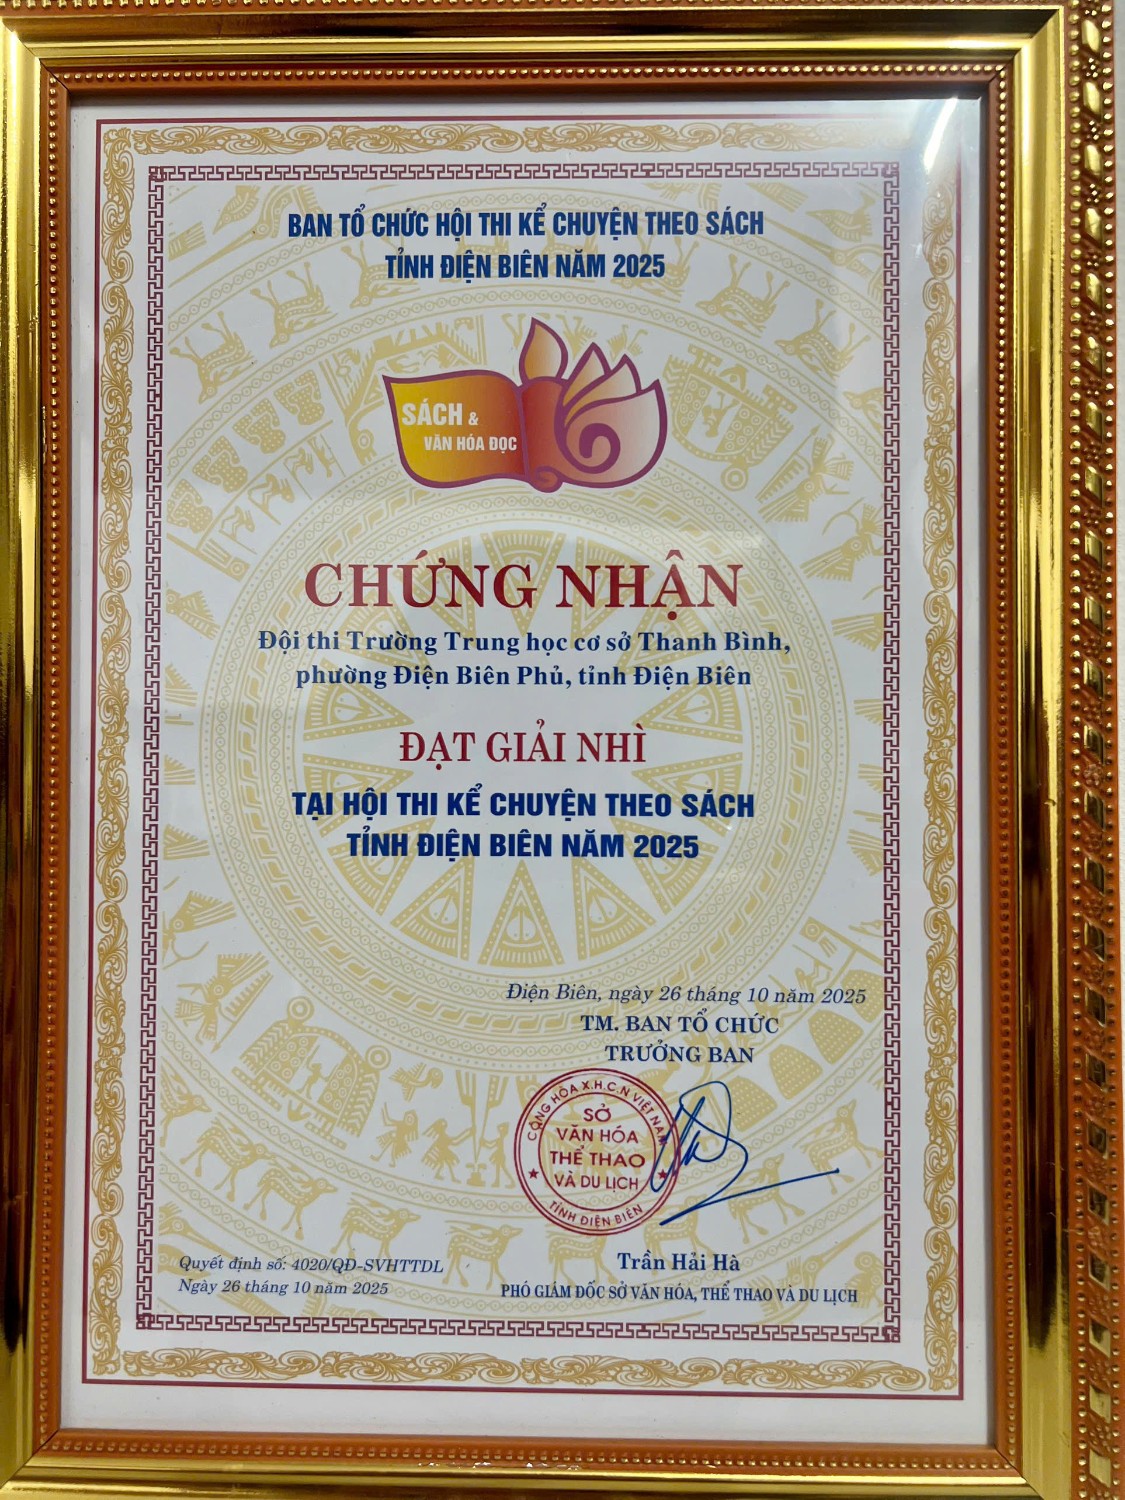 BAN TỔ CHỨC HỘI THI KỂ CHUYỆN THEO SÁCH
TỈNH ĐIỆN BIÊN NĂM 2025
SÁCH &
VĂN HÓA ĐỌC
CHỨNG NHẬN
Đội thi Trường Trung học cơ sở Thanh Bình,
phường Điện Biên Phủ, tỉnh Điện Biên
ĐẠT GIẢI NHÌ
TẠI HỘI THI KỂ CHUYỆN THEO SÁCH
TỈNH ĐIỆN BIÊN NĂM 2025
Điện Biên, ngày 26 tháng 10 năm 2025
TM. BAN TỔ CHỨC
TRƯỞNG BAN
CỘNG HÒA X.H.C.N VIỆT NAM
SỞ
VĂN HÓA
THỂ THAO
VÀ DU LỊCH
TỈNH ĐIỆN BIÊN
Trần Hải Hà
PHÓ GIÁM ĐỐC SỞ VĂN HÓA, THỂ THAO VÀ DU LỊCH
Quyết định số: 4020/QĐ-SVHTTDL
Ngày 26 tháng 10 năm 2025